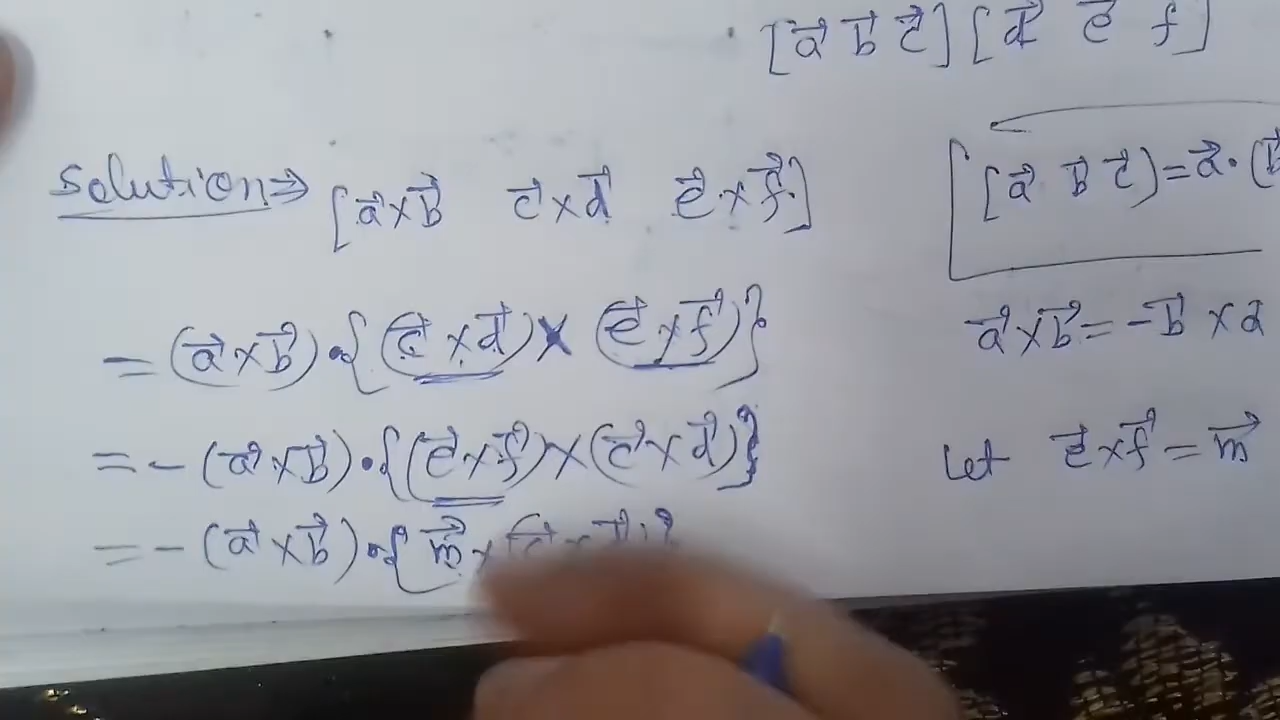 [a⃗ b⃗ c⃗] [d⃗ e⃗ f]
Solution⇒ [a⃗×b⃗ c⃗×d⃗ e⃗×f⃗]
[a⃗ b⃗ c⃗)=a⃗·(b⃗
= (a⃗×b⃗)·{(c⃗×d⃗)×(e⃗×f⃗)}
a⃗×b⃗=-b⃗×a
= -(a⃗×b⃗)·{(e⃗×f⃗)×(c⃗×d⃗)}
Let e⃗×f⃗=m⃗
= -(a⃗×b⃗)·{m⃗×(c⃗×d⃗)}